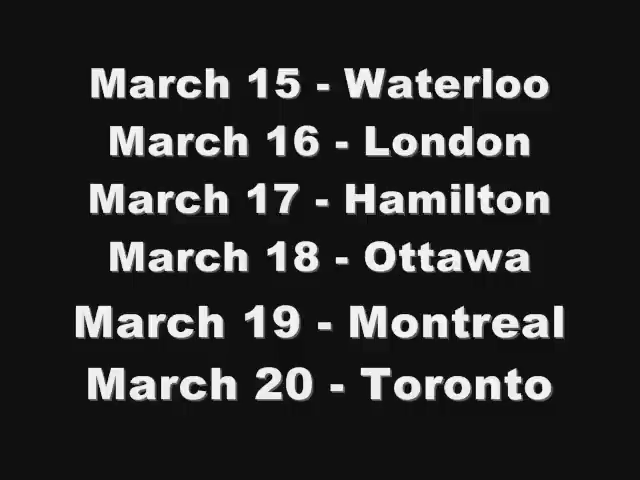 March 15 - Waterloo
March 16 - London
March 17 - Hamilton
March 18 - Ottawa
March 19 - Montreal
March 20 - Toronto